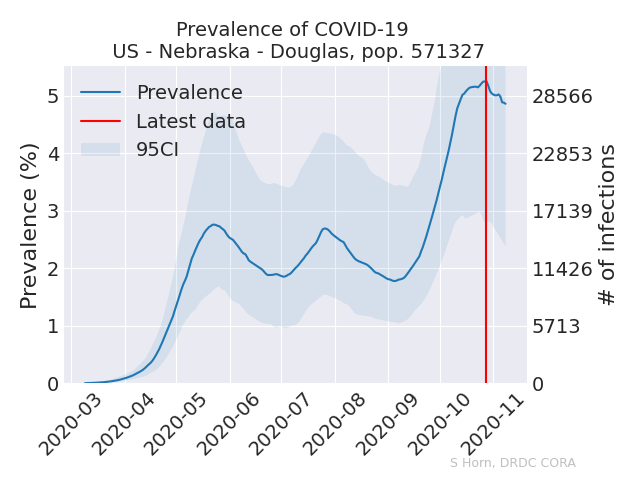 Prevalence of COVID-19
US - Nebraska - Douglas, pop. 571327
Prevalence
Latest data
95CI
Prevalence (%)
5
4
3
2
1
0
28566
22853
17139
11426
5713
0
# of infections
2020-03
2020-04
2020-05
2020-06
2020-07
2020-08
2020-09
2020-10
2020-11
S Horn, DRDC CORA